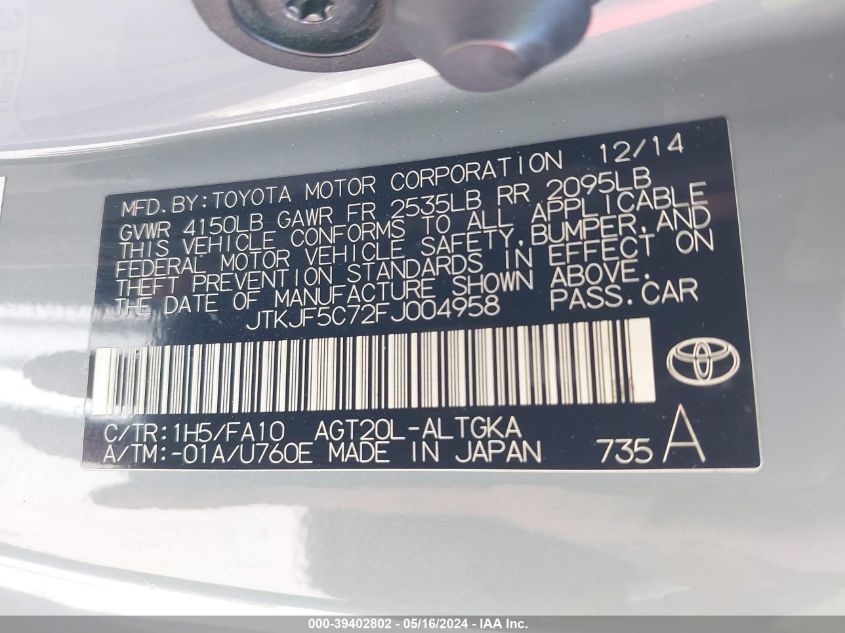 MFD. BY: TOYOTA MOTOR CORPORATION 12/14
GVWR 4150LB GAWR FR 2535LB RR 2095LB
THIS VEHICLE CONFORMS TO ALL APPLICABLE
FEDERAL MOTOR VEHICLE SAFETY, BUMPER, AND
THEFT PREVENTION STANDARDS IN EFFECT ON
THE DATE OF MANUFACTURE SHOWN ABOVE.
JTKJF5C72FJ004958 PASS. CAR
C/TR: 1H5/FA10 AGT20L-ALTGKA
A/TM: -01A/U760E MADE IN JAPAN 735 A
000-39402802 - 05/16/2024 - IAA Inc.